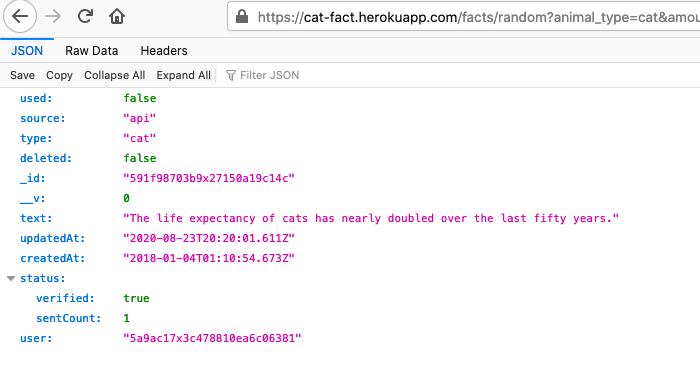 https://cat-fact.herokuapp.com/facts/random?animal_type=cat&amou
JSON Raw Data Headers
Save Copy Collapse All Expand All Filter JSON
used: false
source: "api"
type: "cat"
deleted: false
_id: "591f98703b9x27150a19c14c"
__v: 0
text: "The life expectancy of cats has nearly doubled over the last fifty years."
updatedAt: "2020-08-23T20:20:01.611Z"
createdAt: "2018-01-04T01:10:54.673Z"
status:
verified: true
sentCount: 1
user: "5a9ac17x3c478810ea6c06381"